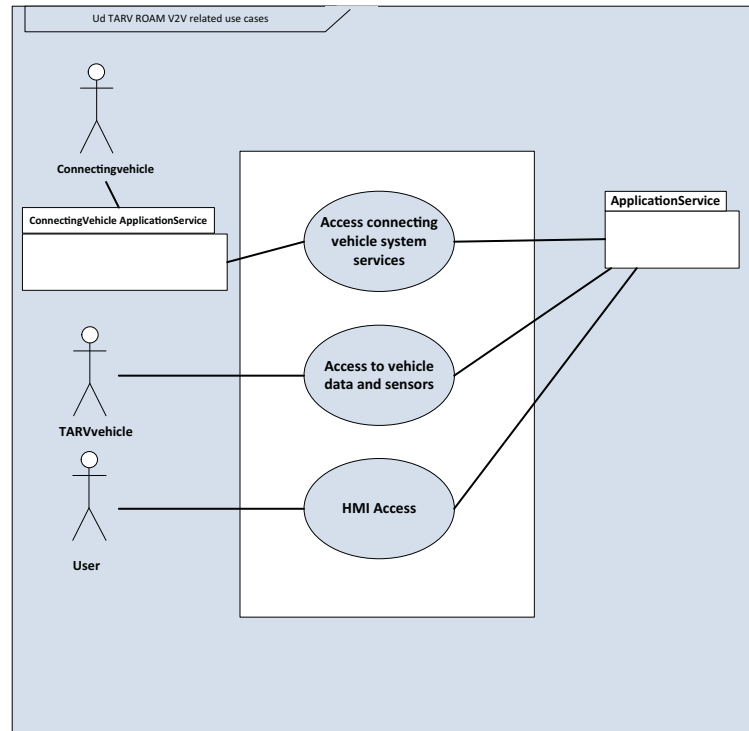 Ud TARV ROAM V2V related use cases
Connectingvehicle
ConnectingVehicle ApplicationService
Access connecting
vehicle system
services
ApplicationService
Access to vehicle
data and sensors
TARVvehicle
HMI Access
User